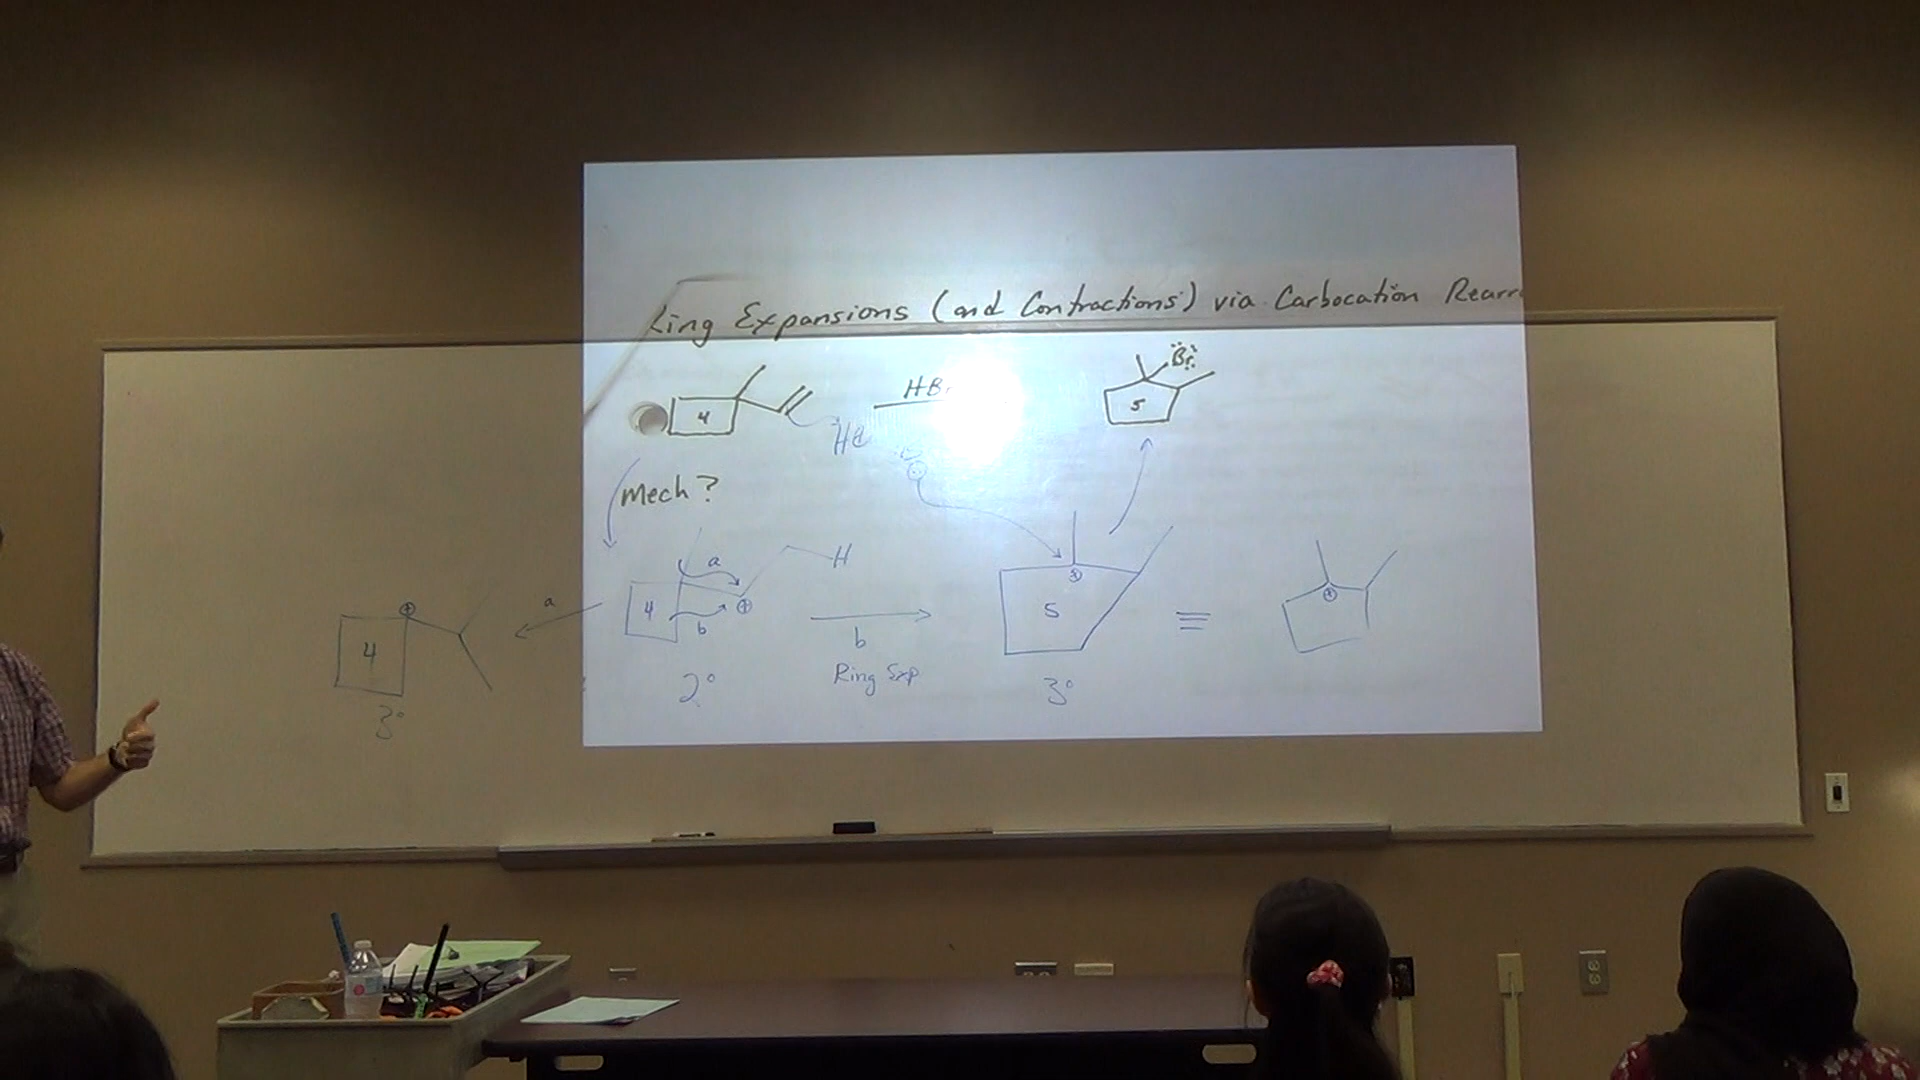 Ring Expansions (and Contractions) via Carbocation Rearr
4
HBr
Br
5
H
mech?
a
H
4
b
2°
b
Ring Exp
5
3°
≡
a
4
3°